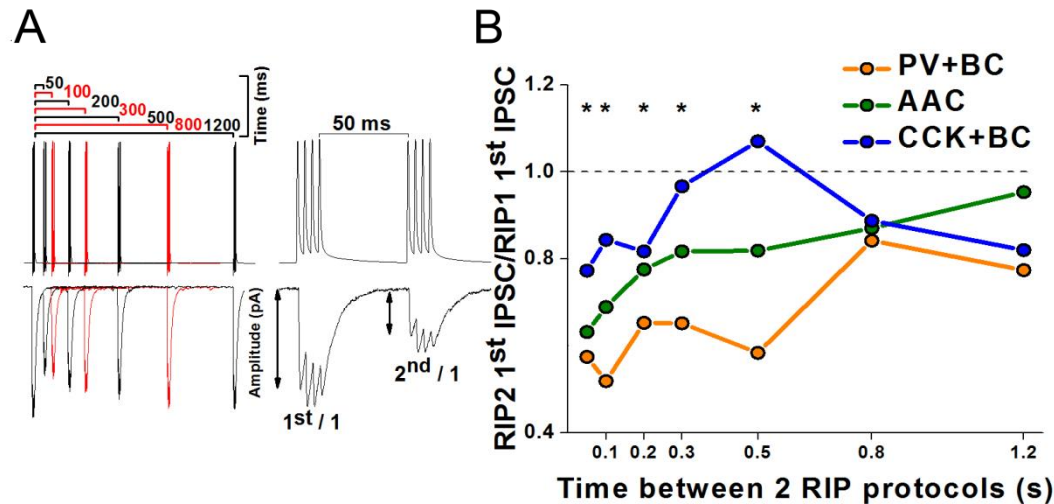 A
50
100
200
300
500
800
1200
Time (ms)
50 ms
Amplitude (pA)
1st / 1
2nd / 1
B
PV+BC
AAC
CCK+BC
* * * * *
RIP2 1st IPSC/RIP1 1st IPSC
1.2
1.0
0.8
0.4
0.1 0.2 0.3 0.5 0.8 1.2
Time between 2 RIP protocols (s)